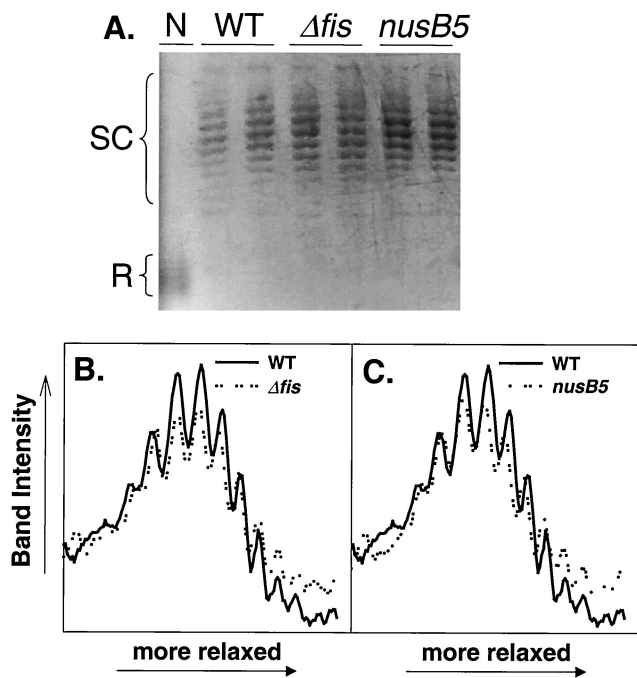 A. N WT Δfis nusB5
SC
R
B. WT
Δfis
C. WT
nusB5
Band Intensity
more relaxed
more relaxed